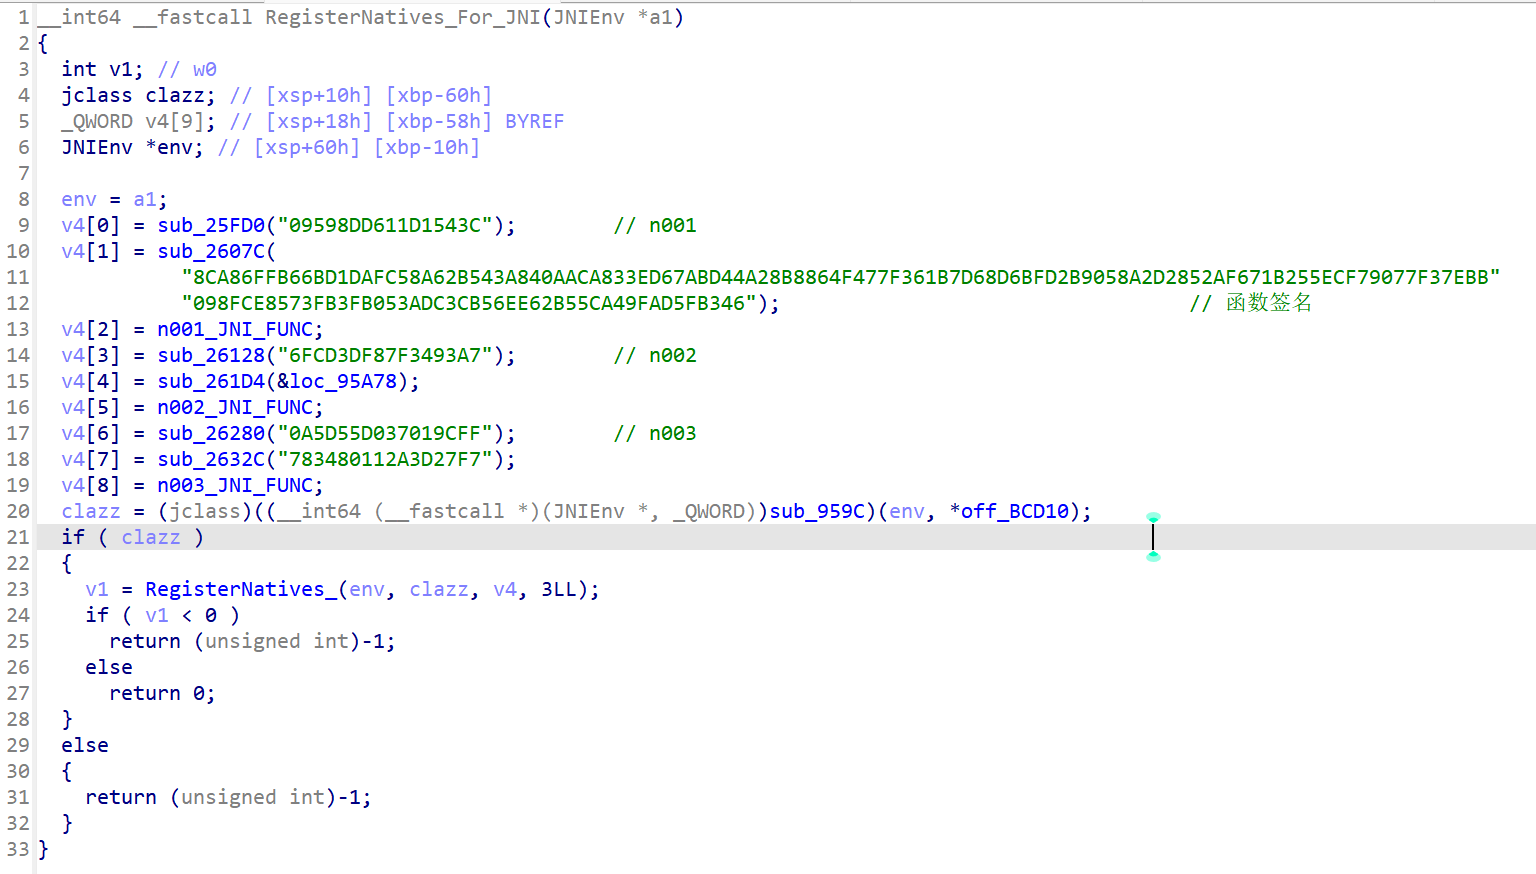 1 __int64 __fastcall RegisterNatives_For_JNI(JNIEnv *a1)
2 {
3   int v1; // w0
4   jclass clazz; // [xsp+10h] [xbp-60h]
5   _QWORD v4[9]; // [xsp+18h] [xbp-58h] BYREF
6   JNIEnv *env; // [xsp+60h] [xbp-10h]
7
8   env = a1;
9   v4[0] = sub_25FD0("09598DD611D1543C");        // n001
10   v4[1] = sub_2607C(
11             "8CA86FFB66BD1DAFC58A62B543A840AACA833ED67ABD44A28B8864F477F361B7D68D6BFD2B9058A2D2852AF671B255ECF79077F37EBB"
12             "098FCE8573FB3FB053ADC3CB56EE62B55CA49FAD5FB346");                                  // 函数签名
13   v4[2] = n001_JNI_FUNC;
14   v4[3] = sub_26128("6FCD3DF87F3493A7");        // n002
15   v4[4] = sub_261D4(&loc_95A78);
16   v4[5] = n002_JNI_FUNC;
17   v4[6] = sub_26280("0A5D55D037019CFF");        // n003
18   v4[7] = sub_2632C("783480112A3D27F7");
19   v4[8] = n003_JNI_FUNC;
20   clazz = (jclass)((__int64 (__fastcall *)(JNIEnv *, _QWORD))sub_959C)(env, *off_BCD10);
21   if ( clazz )
22   {
23     v1 = RegisterNatives_(env, clazz, v4, 3LL);
24     if ( v1 < 0 )
25       return (unsigned int)-1;
26     else
27       return 0;
28   }
29   else
30   {
31     return (unsigned int)-1;
32   }
33 }